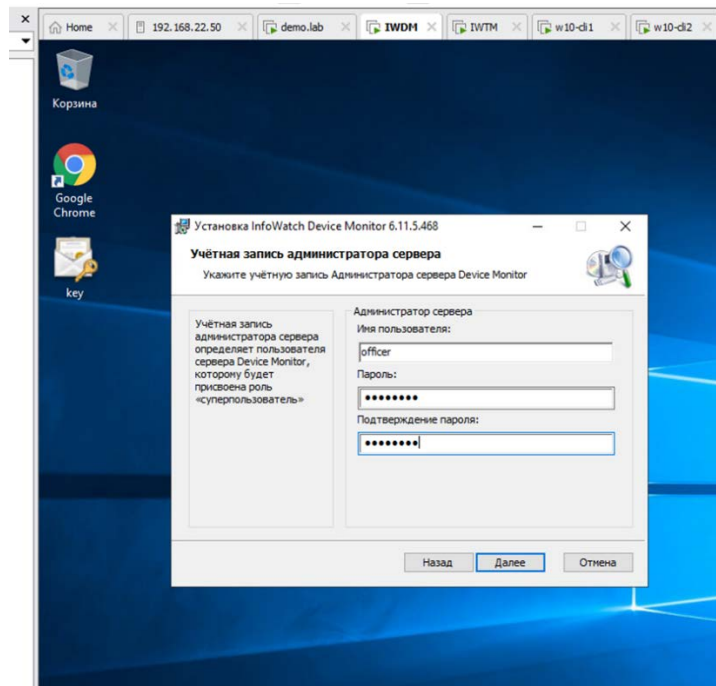 Home
192.168.22.50
demo.lab
IWDM
IWTM
w10-cli1
w10-cli2
Корзина
Google
Chrome
key
Установка InfoWatch Device Monitor 6.11.5.468
Учётная запись администратора сервера
Укажите учётную запись Администратора сервера Device Monitor
Учётная запись
администратора сервера
определяет пользователя
сервера Device Monitor,
которому будет
присвоена роль
«суперпользователь»
Администратор сервера
Имя пользователя:
officer
Пароль:
••••••••
Подтверждение пароля:
••••••••
Назад
Далее
Отмена